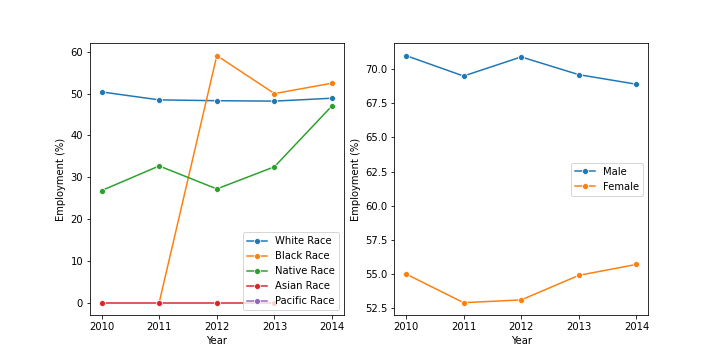 60
50
40
30
20
10
0
Employment (%)
2010 2011 2012 2013 2014
Year
White Race
Black Race
Native Race
Asian Race
Pacific Race
70.0
67.5
65.0
62.5
60.0
57.5
55.0
52.5
Employment (%)
2010 2011 2012 2013 2014
Year
Male
Female